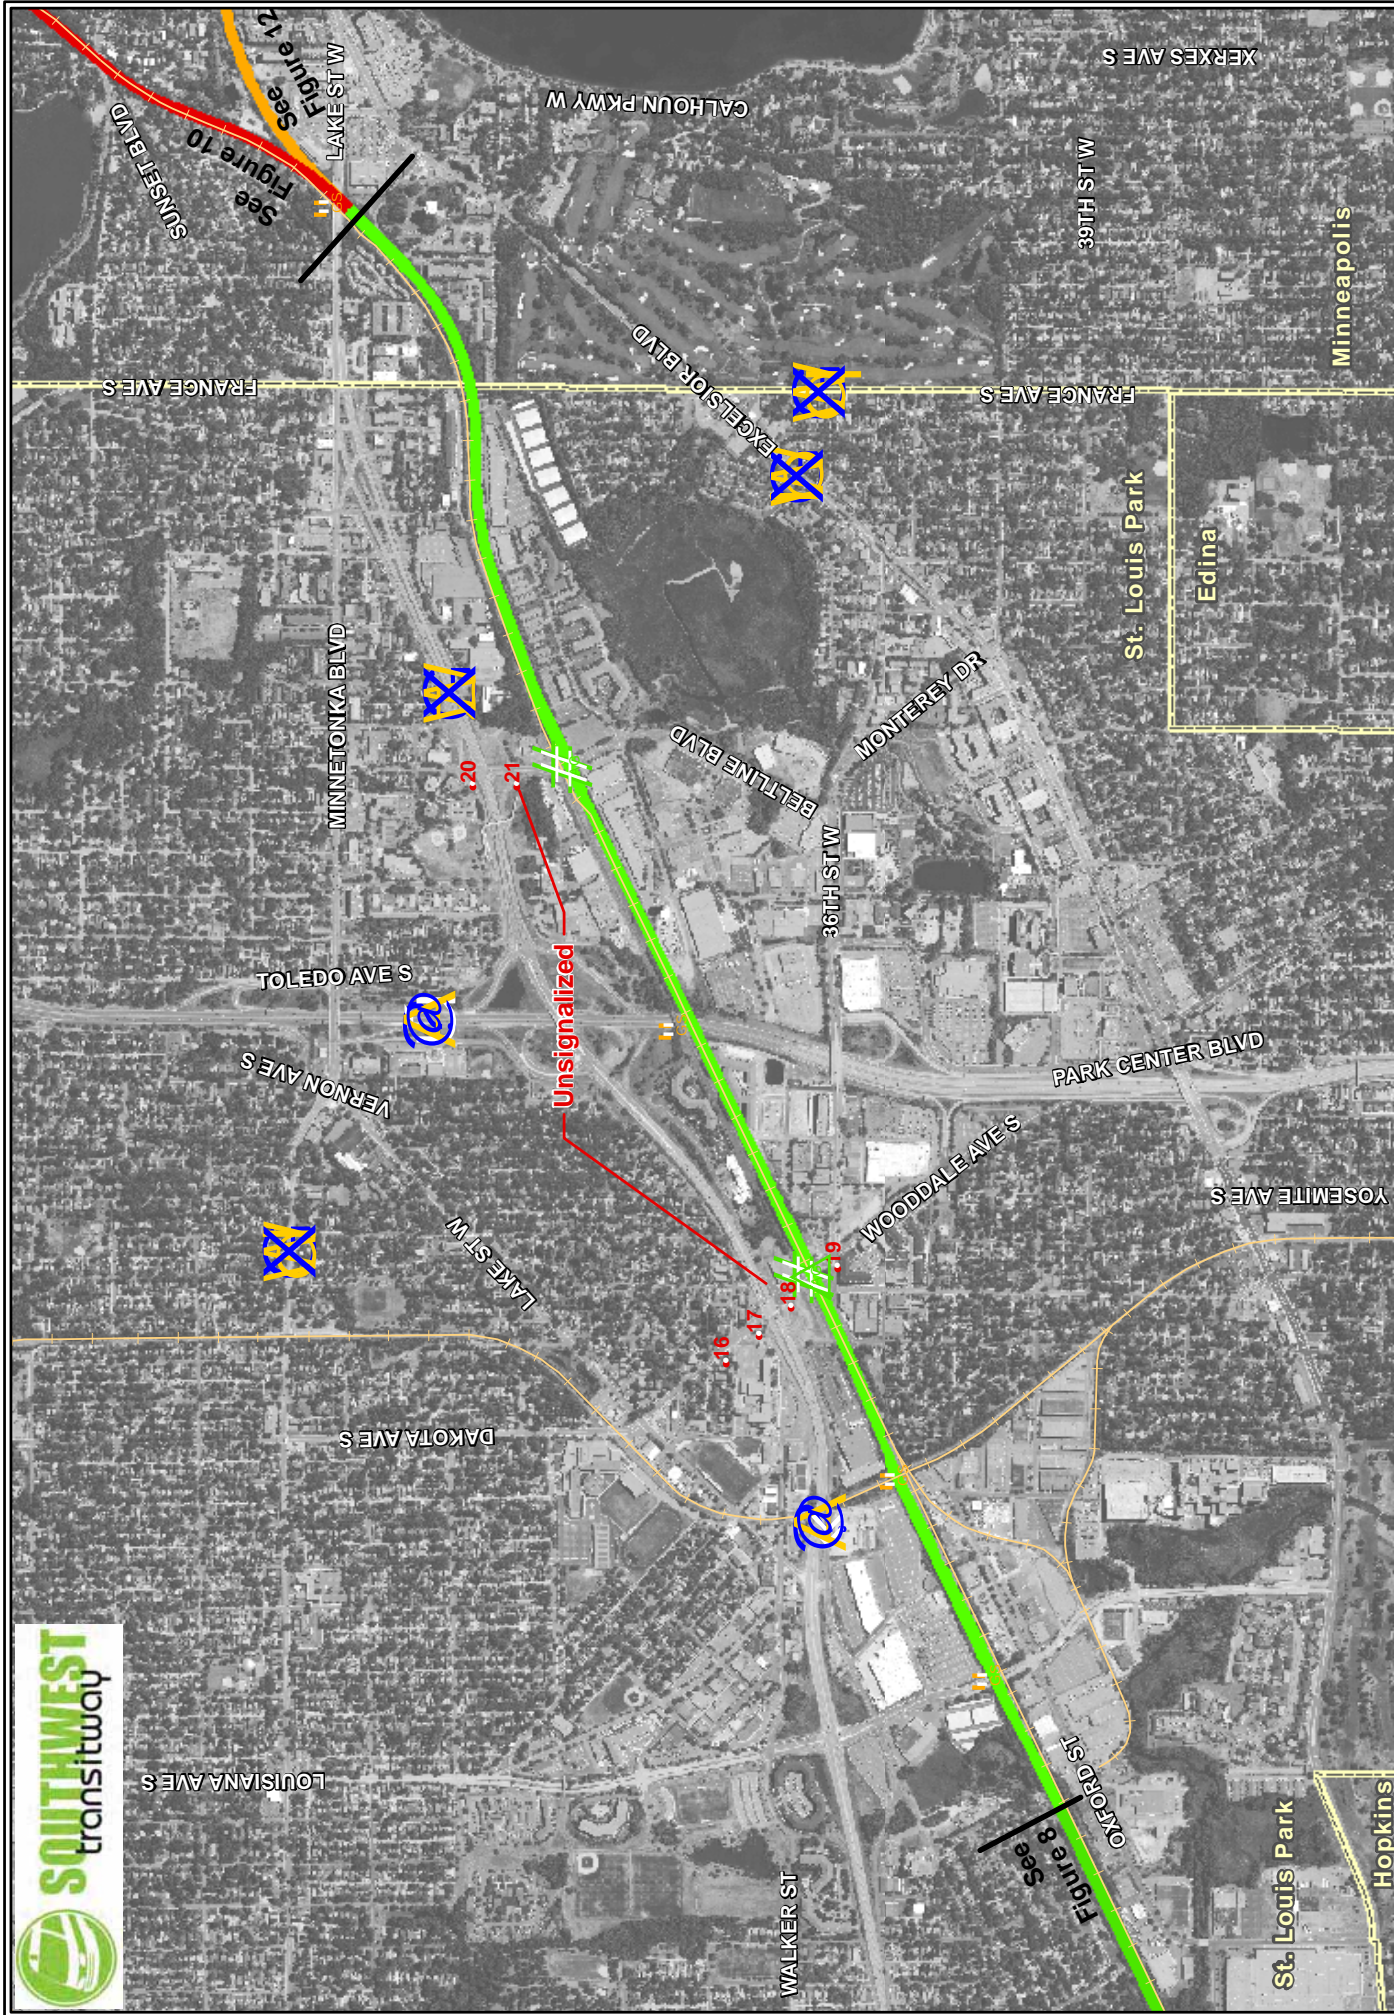 SOUTHWEST
transitway
LOUISIANA AVE S
DAKOTA AVE S
LAKE ST W
VERNON AVE S
TOLEDO AVE S
MINNETONKA BLVD
FRANCE AVE S
SUNSET BLVD
See
Figure 10
See
Figure 12
LAKE ST W
CALHOUN PKWY W
XERXES AVE S
39TH ST W
Minneapolis
EXCELSIOR BLVD
FRANCE AVE S
St. Louis Park
Edina
MONTEREY DR
BELTLINE BLVD
36TH ST W
20
21
Unsignalized
PARK CENTER BLVD
WOODDALE AVE S
YOSEMITE AVE S
16
17
18
19
@
@
WALKER ST
OXFORD ST
See
Figure 8
St. Louis Park
Hopkins